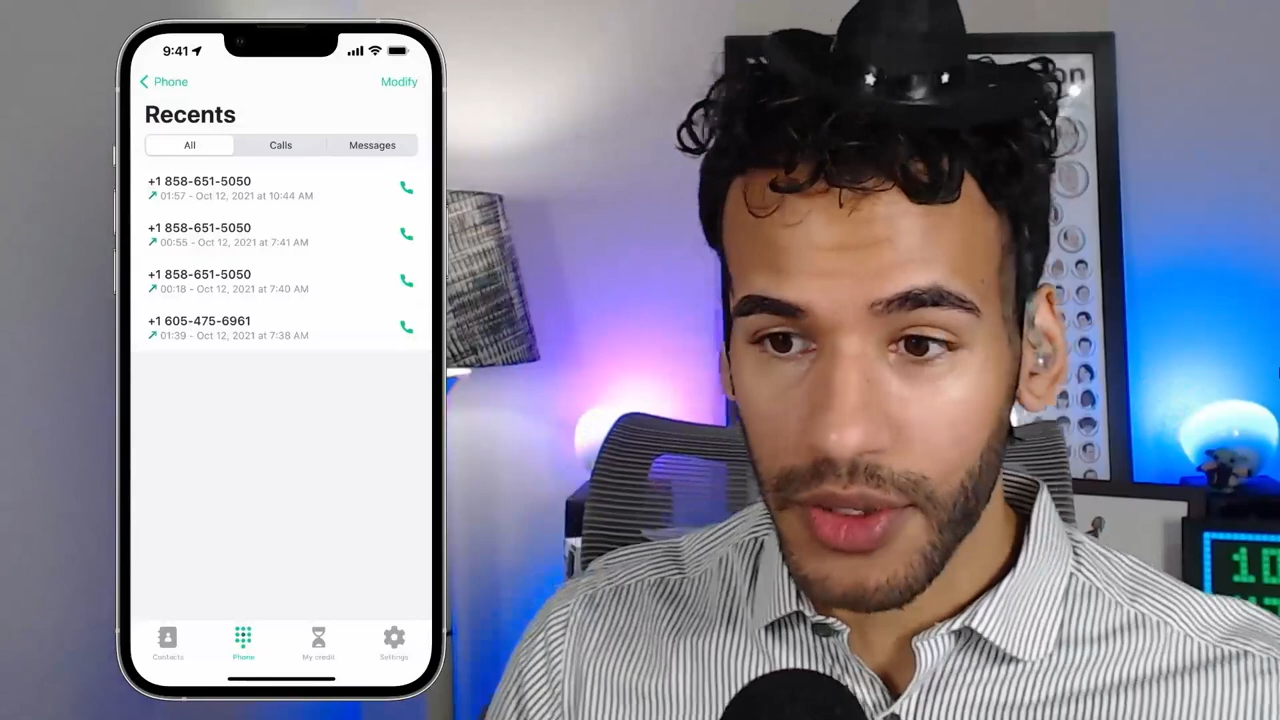 9:41
Phone
Modify
Recents
All
Calls
Messages
+1 858-651-5050
01:57 - Oct 12, 2021 at 10:44 AM
+1 858-651-5050
00:55 - Oct 12, 2021 at 7:41 AM
+1 858-651-5050
00:18 - Oct 12, 2021 at 7:40 AM
+1 605-475-6961
01:39 - Oct 12, 2021 at 7:38 AM
Contacts
Phone
My credit
Settings